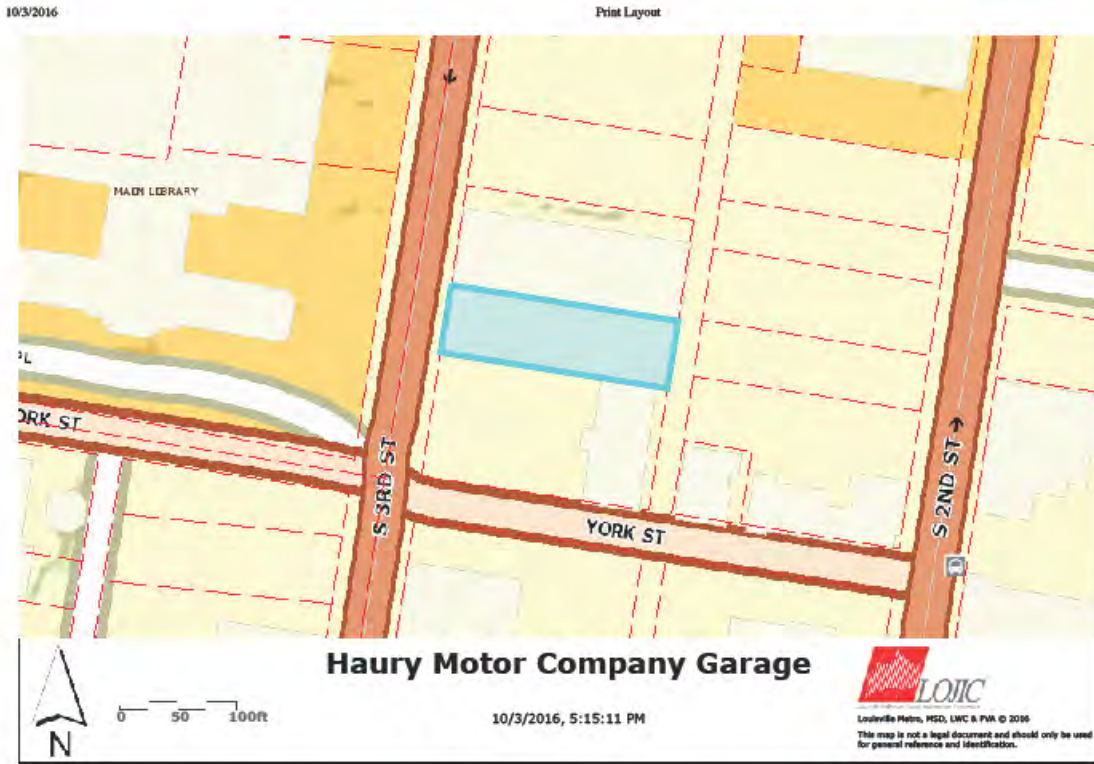 10/3/2016
Print Layout
MAIN LIBRARY
PL
ORK ST
S 3RD ST
YORK ST
S 2ND ST
Haury Motor Company Garage
0 50 100ft
N
10/3/2016, 5:15:11 PM
LOJIC
Louisville Metro, MSD, LWC & PVA © 2016
This map is not a legal document and should only be used
for general reference and identification.